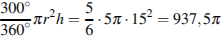 300°/360° πr²h = 5/6 · 5π · 15² = 937,5π